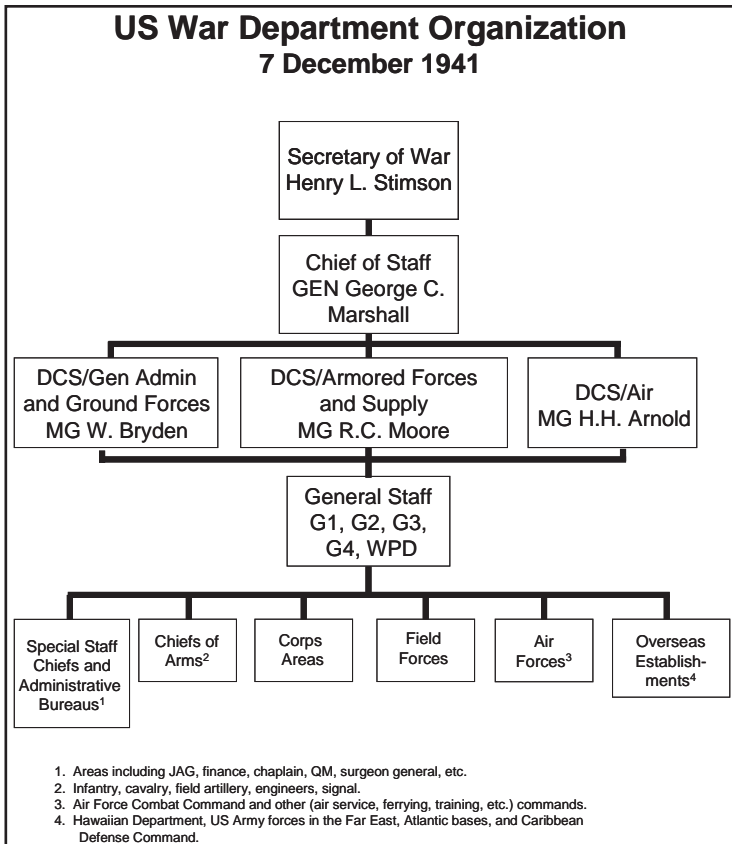 US War Department Organization
7 December 1941
Secretary of War
Henry L. Stimson
Chief of Staff
GEN George C.
Marshall
DCS/Gen Admin
and Ground Forces
MG W. Bryden
DCS/Armored Forces
and Supply
MG R.C. Moore
DCS/Air
MG H.H. Arnold
General Staff
G1, G2, G3,
G4, WPD
Special Staff
Chiefs and
Administrative
Bureaus¹
Chiefs of
Arms²
Corps
Areas
Field
Forces
Air
Forces³
Overseas
Establish-
ments⁴
1. Areas including JAG, finance, chaplain, QM, surgeon general, etc.
2. Infantry, cavalry, field artillery, engineers, signal.
3. Air Force Combat Command and other (air service, ferrying, training, etc.) commands.
4. Hawaiian Department, US Army forces in the Far East, Atlantic bases, and Caribbean
Defense Command.